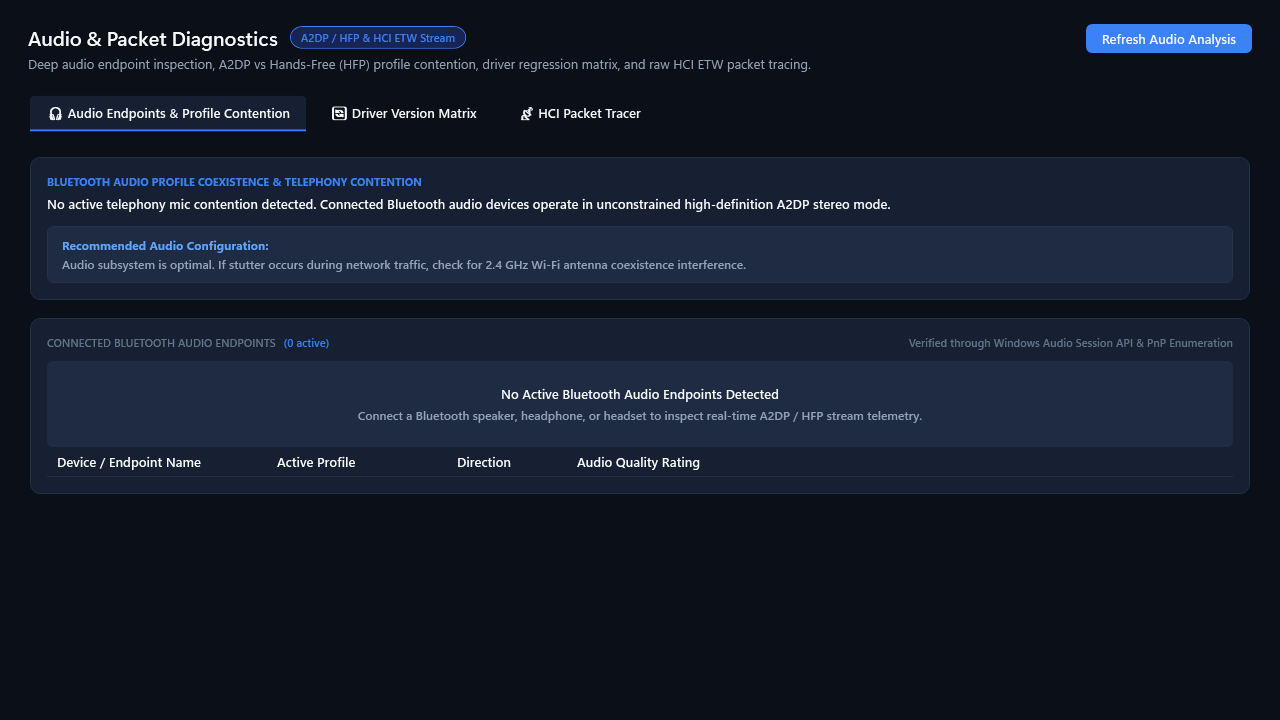 Audio & Packet Diagnostics
A2DP / HFP & HCI ETW Stream
Refresh Audio Analysis
Deep audio endpoint inspection, A2DP vs Hands-Free (HFP) profile contention, driver regression matrix, and raw HCI ETW packet tracing.
Audio Endpoints & Profile Contention
Driver Version Matrix
HCI Packet Tracer
BLUETOOTH AUDIO PROFILE COEXISTENCE & TELEPHONY CONTENTION
No active telephony mic contention detected. Connected Bluetooth audio devices operate in unconstrained high-definition A2DP stereo mode.
Recommended Audio Configuration:
Audio subsystem is optimal. If stutter occurs during network traffic, check for 2.4 GHz Wi-Fi antenna coexistence interference.
CONNECTED BLUETOOTH AUDIO ENDPOINTS (0 active)
Verified through Windows Audio Session API & PnP Enumeration
No Active Bluetooth Audio Endpoints Detected
Connect a Bluetooth speaker, headphone, or headset to inspect real-time A2DP / HFP stream telemetry.
Device / Endpoint Name
Active Profile
Direction
Audio Quality Rating